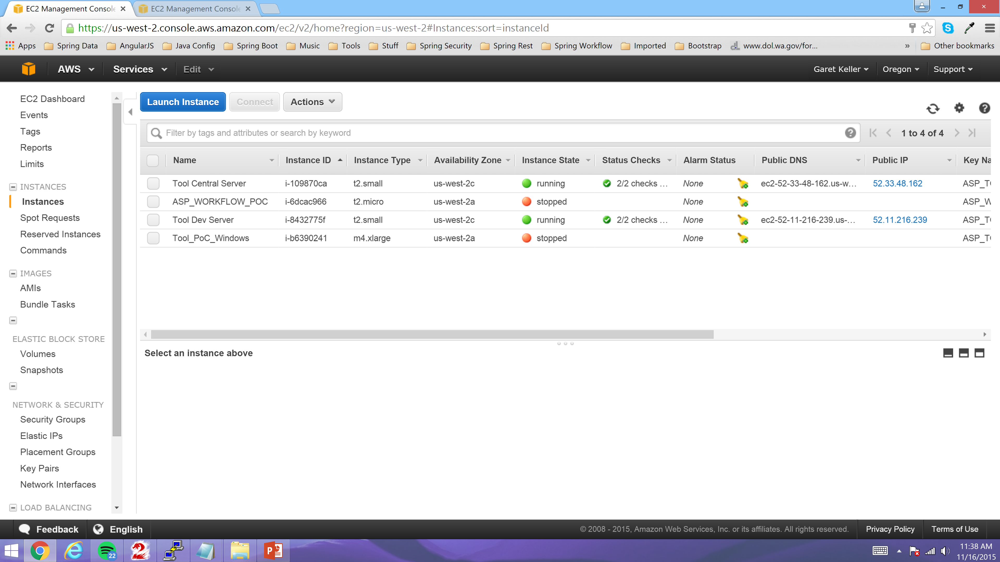 EC2 Management Console
EC2 Management Console
https://us-west-2.console.aws.amazon.com/ec2/v2/home?region=us-west-2#Instances:sort=instanceId
Apps Spring Data AngularJS Java Config Spring Boot Music Tools Stuff Spring Security Spring Rest Spring Workflow Imported Bootstrap www.dol.wa.gov/for... » Other bookmarks
AWS Services Edit Garet Keller Oregon Support
EC2 Dashboard
Events
Tags
Reports
Limits
INSTANCES
Instances
Spot Requests
Reserved Instances
Commands
IMAGES
AMIs
Bundle Tasks
ELASTIC BLOCK STORE
Volumes
Snapshots
NETWORK & SECURITY
Security Groups
Elastic IPs
Placement Groups
Key Pairs
Network Interfaces
LOAD BALANCING
Launch Instance Connect Actions
Filter by tags and attributes or search by keyword 1 to 4 of 4
Name Instance ID Instance Type Availability Zone Instance State Status Checks Alarm Status Public DNS Public IP Key Na
Tool Central Server i-109870ca t2.small us-west-2c running 2/2 checks ... None ec2-52-33-48-162.us-w... 52.33.48.162 ASP_T
ASP_WORKFLOW_POC i-6dcac966 t2.micro us-west-2a stopped None ASP_W
Tool Dev Server i-8432775f t2.small us-west-2c running 2/2 checks ... None ec2-52-11-216-239.us-... 52.11.216.239 ASP_T
Tool_PoC_Windows i-b6390241 m4.xlarge us-west-2a stopped None ASP_T
Select an instance above
Feedback English © 2008 - 2015, Amazon Web Services, Inc. or its affiliates. All rights reserved. Privacy Policy Terms of Use
22
11:38 AM
11/16/2015